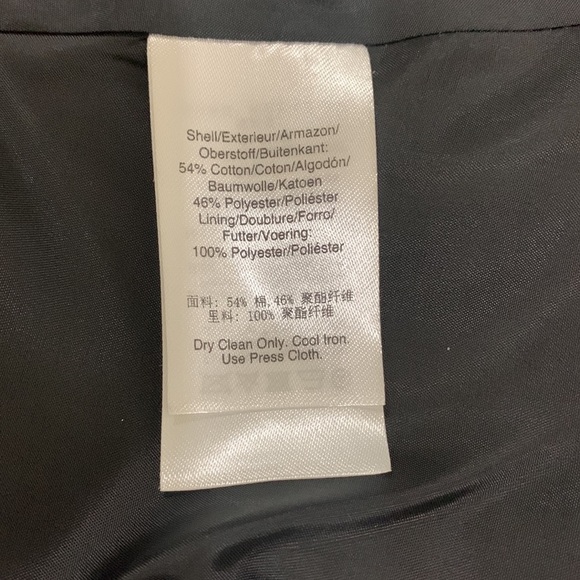 Shell/Exterieur/Armazon/
Oberstoff/Buitenkant:
54% Cotton/Coton/Algodón/
Baumwolle/Katoen
46% Polyester/Poliéster
Lining/Doublure/Forro/
Futter/Voering:
100% Polyester/Poliéster
面料: 54% 棉,46% 聚酯纤维
里料: 100% 聚酯纤维
Dry Clean Only. Cool Iron.
Use Press Cloth.